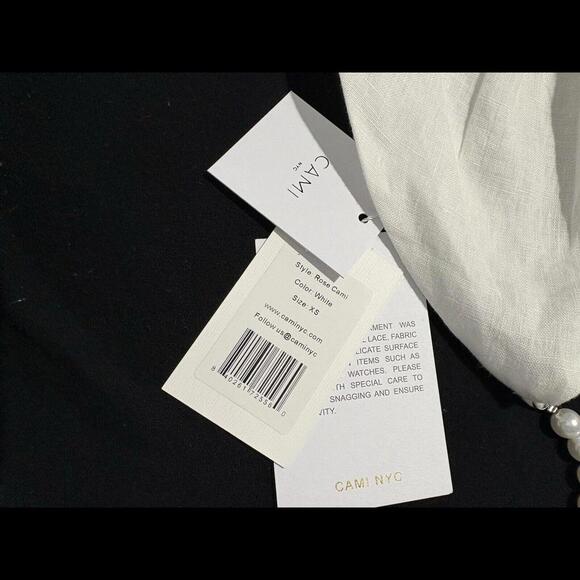 CAMI
NYC
Style: Rose Cami
Color: White
Size: XS
www.caminyc.com
Follow us@caminyc
MENT WAS
LACE, FABRIC
LICATE SURFACE
ITEMS SUCH AS
WATCHES. PLEASE
TH SPECIAL CARE TO
SNAGGING AND ENSURE
VITY.
CAMI NYC